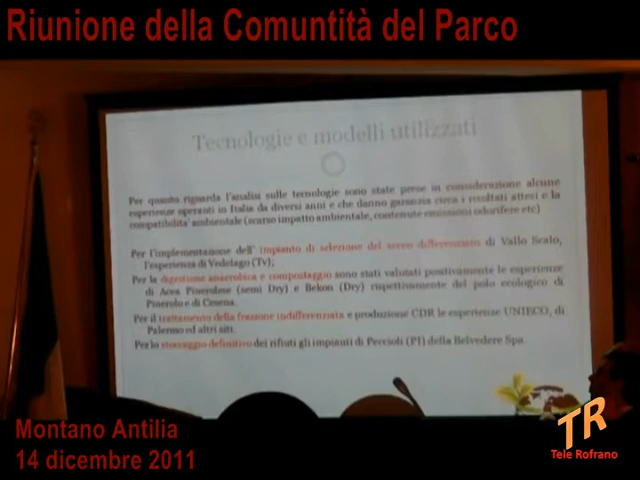 Riunione della Comuntità del Parco
Tecnologie e modelli utilizzati
Per quanto riguarda l'analisi sulle tecnologie sono state prese in considerazione alcune
esperienze operanti in Italia da diversi anni e che danno garanzia circa i risultati attesi e la
compatibilita' ambientale (scarso impatto ambientale, contenute emissioni odorifere etc)
Per l'implementazione dell' impianto di selezione del secco differenziato di Vallo Scalo,
l'esperienza di Vedelago (Tv);
Per la digestione anaerobica e compostaggio sono stati valutati positivamente le esperienze
di Acea Pinerolese (semi Dry) e Bekon (Dry) rispettivamente del polo ecologico di
Pinerolo e di Cesena.
Per il trattamento della frazione indifferenziata e produzione CDR le esperienze UNIECO, di
Palermo ed altri siti.
Per lo stoccaggio definitivo dei rifiuti gli impianti di Peccioli (PI) della Belvedere Spa.
Montano Antilia
14 dicembre 2011
TR
Tele Rofrano